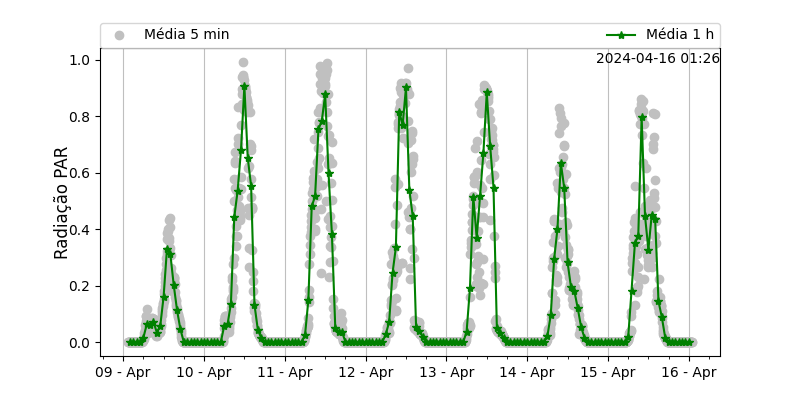 Média 5 min
Média 1 h
2024-04-16 01:26
Radiação PAR
1.0
0.8
0.6
0.4
0.2
0.0
09 - Apr
10 - Apr
11 - Apr
12 - Apr
13 - Apr
14 - Apr
15 - Apr
16 - Apr